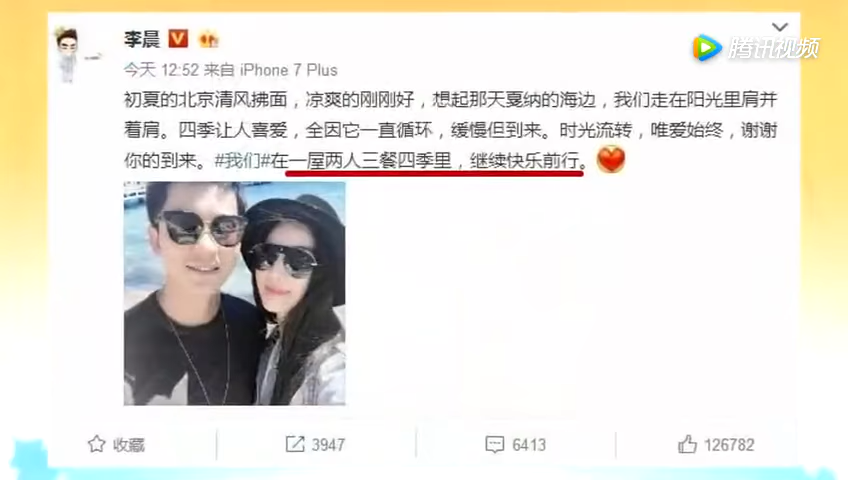 腾讯视频
李晨 V
今天 12:52 来自 iPhone 7 Plus
初夏的北京清风拂面，凉爽的刚刚好，想起那天戛纳的海边，我们走在阳光里肩并
着肩。四季让人喜爱，全因它一直循环，缓慢但到来。时光流转，唯爱始终，谢谢
你的到来。#我们#在一屋两人三餐四季里，继续快乐前行。
收藏 3947 6413 126782